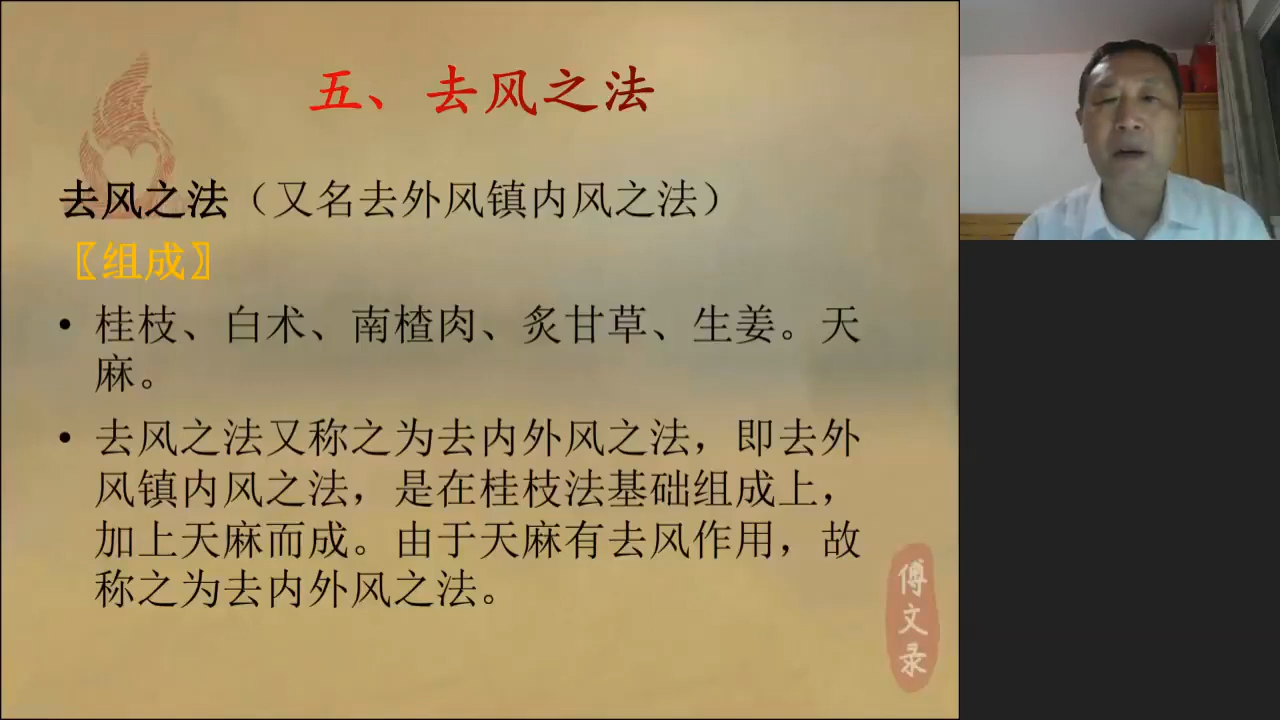 五、去风之法
去风之法（又名去外风镇内风之法）
〖组成〗
• 桂枝、白术、南楂肉、炙甘草、生姜。天
麻。
• 去风之法又称之为去内外风之法，即去外
风镇内风之法，是在桂枝法基础组成上，
加上天麻而成。由于天麻有去风作用，故
称之为去内外风之法。
傅文录